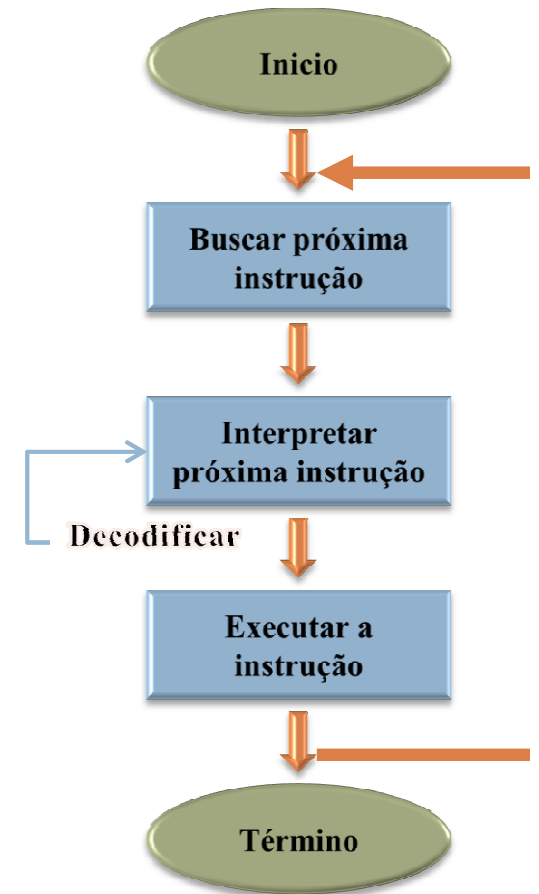 Inicio
Buscar próxima
instrução
Interpretar
próxima instrução
Decodificar
Executar a
instrução
Término